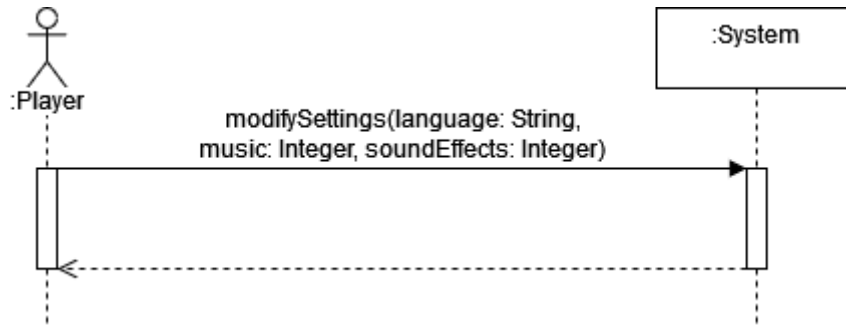 :System
:Player
modifySettings(language: String,
music: Integer, soundEffects: Integer)